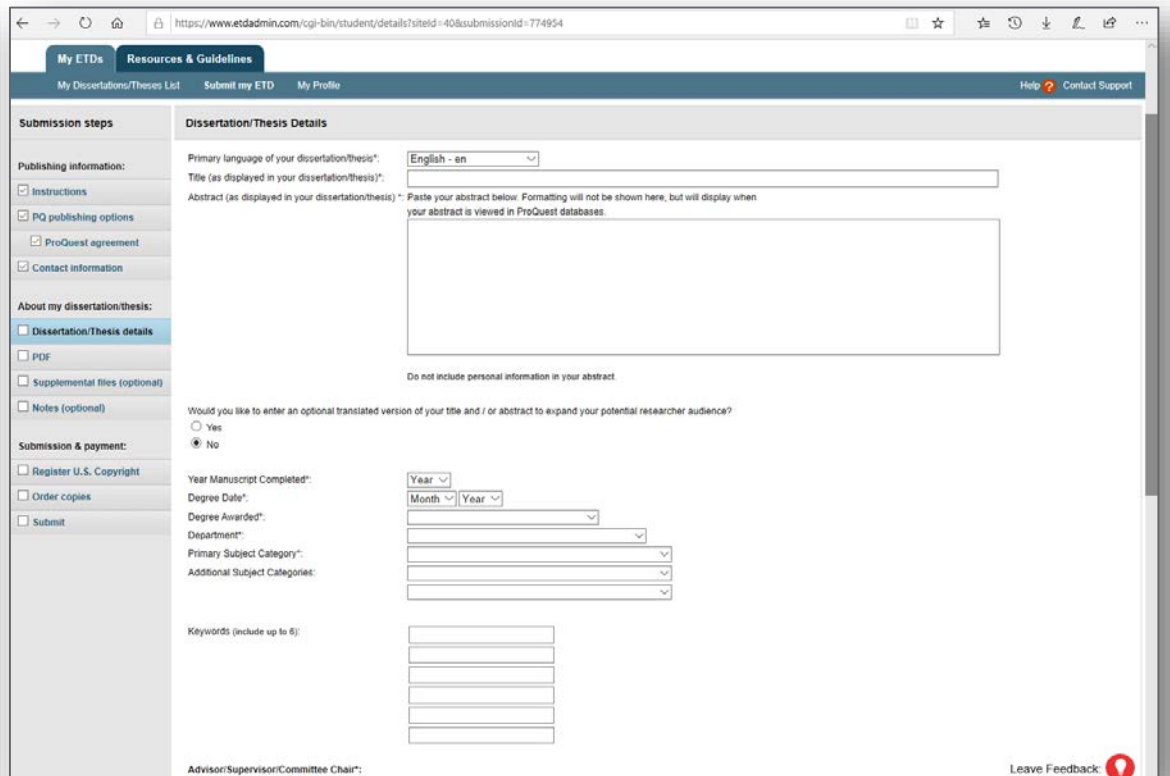 https://www.etdadmin.com/cgi-bin/student/details?siteId=40&submissionId=774954
My ETDs
Resources & Guidelines
My Dissertations/Theses List
Submit my ETD
My Profile
Help ?
Contact Support
Submission steps
Publishing information:
Instructions
PQ publishing options
ProQuest agreement
Contact information
About my dissertation/thesis:
Dissertation/Thesis details
PDF
Supplemental files (optional)
Notes (optional)
Submission & payment:
Register U.S. Copyright
Order copies
Submit
Dissertation/Thesis Details
Primary language of your dissertation/thesis*: English - en
Title (as displayed in your dissertation/thesis)*:
Abstract (as displayed in your dissertation/thesis) *: Paste your abstract below. Formatting will not be shown here, but will display when
your abstract is viewed in ProQuest databases.
Do not include personal information in your abstract.
Would you like to enter an optional translated version of your title and / or abstract to expand your potential researcher audience?
Yes
No
Year Manuscript Completed*: Year
Degree Date*: Month Year
Degree Awarded*:
Department*:
Primary Subject Category*:
Additional Subject Categories:
Keywords (include up to 6):
Advisor/Supervisor/Committee Chair*:
Leave Feedback: